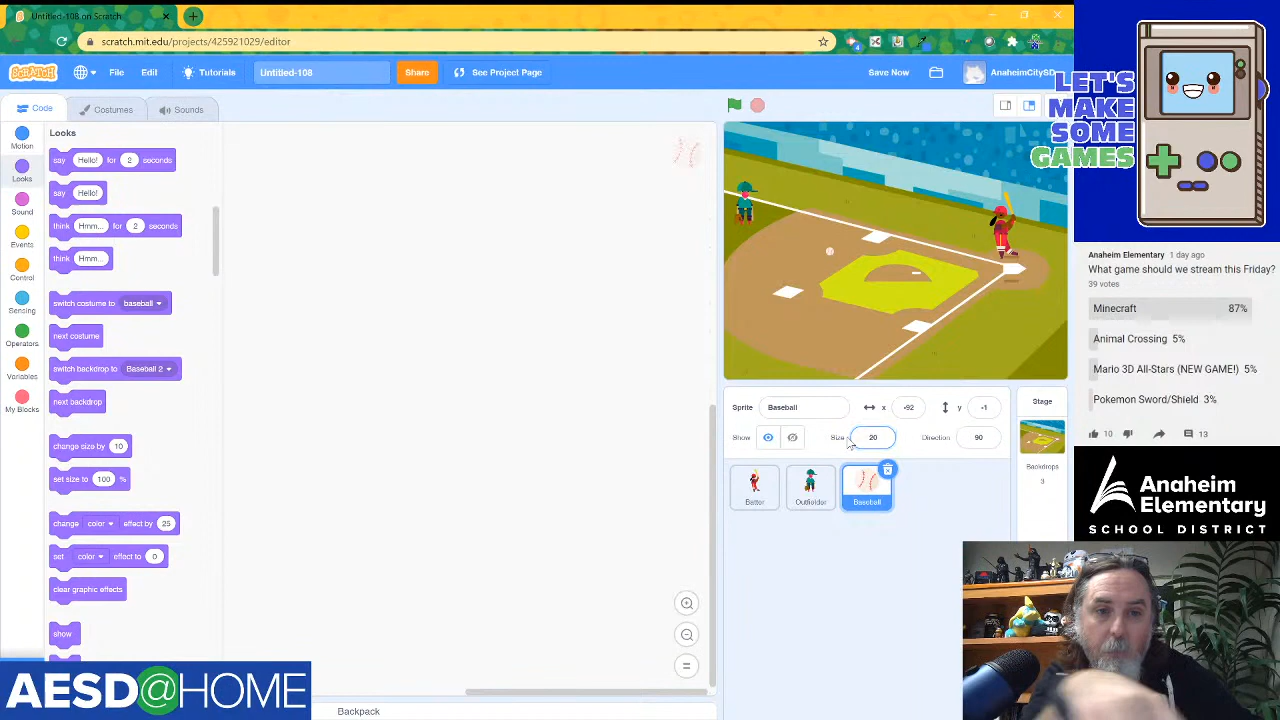 Untitled-108 on Scratch
scratch.mit.edu/projects/425921029/editor
SCRATCH
File
Edit
Tutorials
Untitled-108
Share
See Project Page
Save Now
AnaheimCitySD
Code
Costumes
Sounds
Motion
Looks
Sound
Events
Control
Sensing
Operators
Variables
My Blocks
Looks
say Hello! for 2 seconds
say Hello!
think Hmm... for 2 seconds
think Hmm...
switch costume to baseball
next costume
switch backdrop to Baseball 2
next backdrop
change size by 10
set size to 100 %
change color effect by 25
set color effect to 0
clear graphic effects
show
Backpack
Sprite Baseball x -92 y -1
Show Size 20 Direction 90
Batter
Outfielder
Baseball
Stage
Backdrops
3
LET'S
MAKE
SOME
GAMES
Anaheim Elementary 1 day ago
What game should we stream this Friday?
39 votes
Minecraft 87%
Animal Crossing 5%
Mario 3D All-Stars (NEW GAME!) 5%
Pokemon Sword/Shield 3%
10
13
Anaheim
Elementary
SCHOOL DISTRICT
AESD@HOME